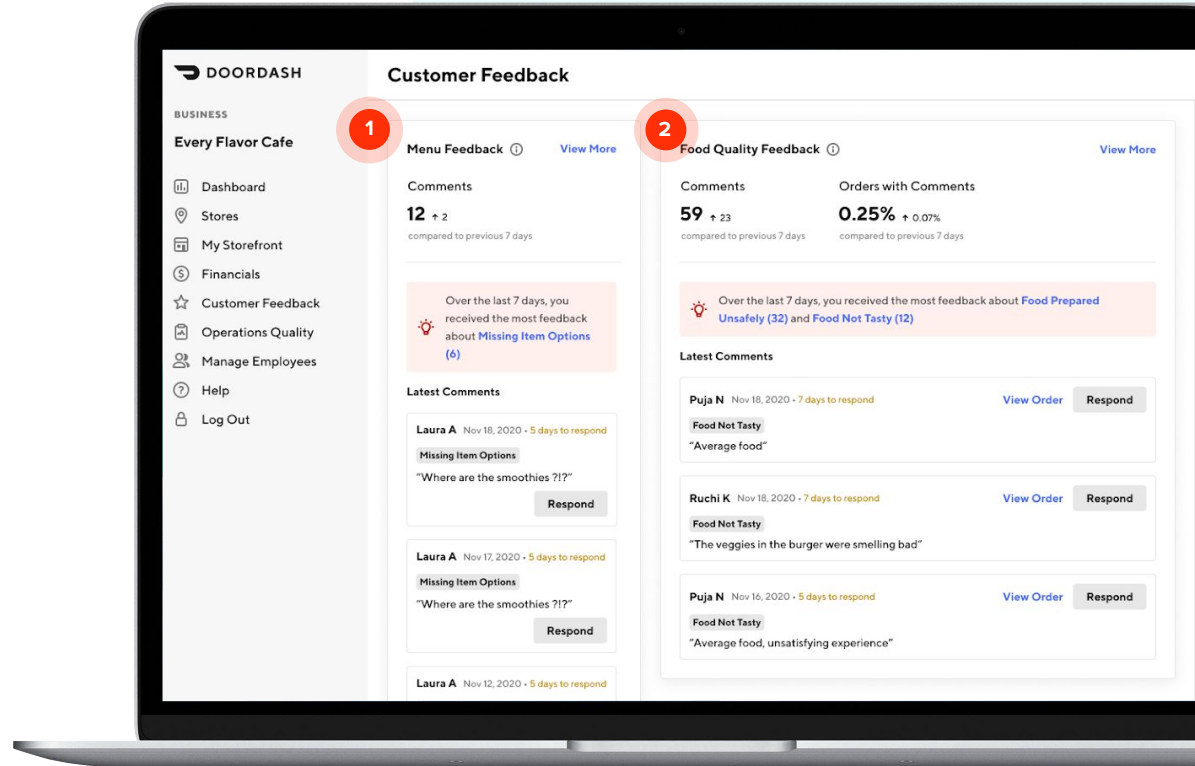 DOORDASH
BUSINESS
Every Flavor Cafe
Dashboard
Stores
My Storefront
Financials
Customer Feedback
Operations Quality
Manage Employees
Help
Log Out
Customer Feedback
1
Menu Feedback
View More
Comments
12 ↑ 2
compared to previous 7 days
Over the last 7 days, you
received the most feedback
about Missing Item Options
(6)
Latest Comments
Laura A Nov 18, 2020 • 5 days to respond
Missing Item Options
“Where are the smoothies ?!?”
Respond
Laura A Nov 17, 2020 • 5 days to respond
Missing Item Options
“Where are the smoothies ?!?”
Respond
Laura A Nov 12, 2020 • 5 days to respond
2
Food Quality Feedback
View More
Comments
59 ↑ 23
compared to previous 7 days
Orders with Comments
0.25% ↑ 0.07%
compared to previous 7 days
Over the last 7 days, you received the most feedback about Food Prepared
Unsafely (32) and Food Not Tasty (12)
Latest Comments
Puja N Nov 18, 2020 • 7 days to respond
View Order
Respond
Food Not Tasty
“Average food”
Ruchi K Nov 18, 2020 • 7 days to respond
View Order
Respond
Food Not Tasty
“The veggies in the burger were smelling bad”
Puja N Nov 16, 2020 • 5 days to respond
View Order
Respond
Food Not Tasty
“Average food, unsatisfying experience”